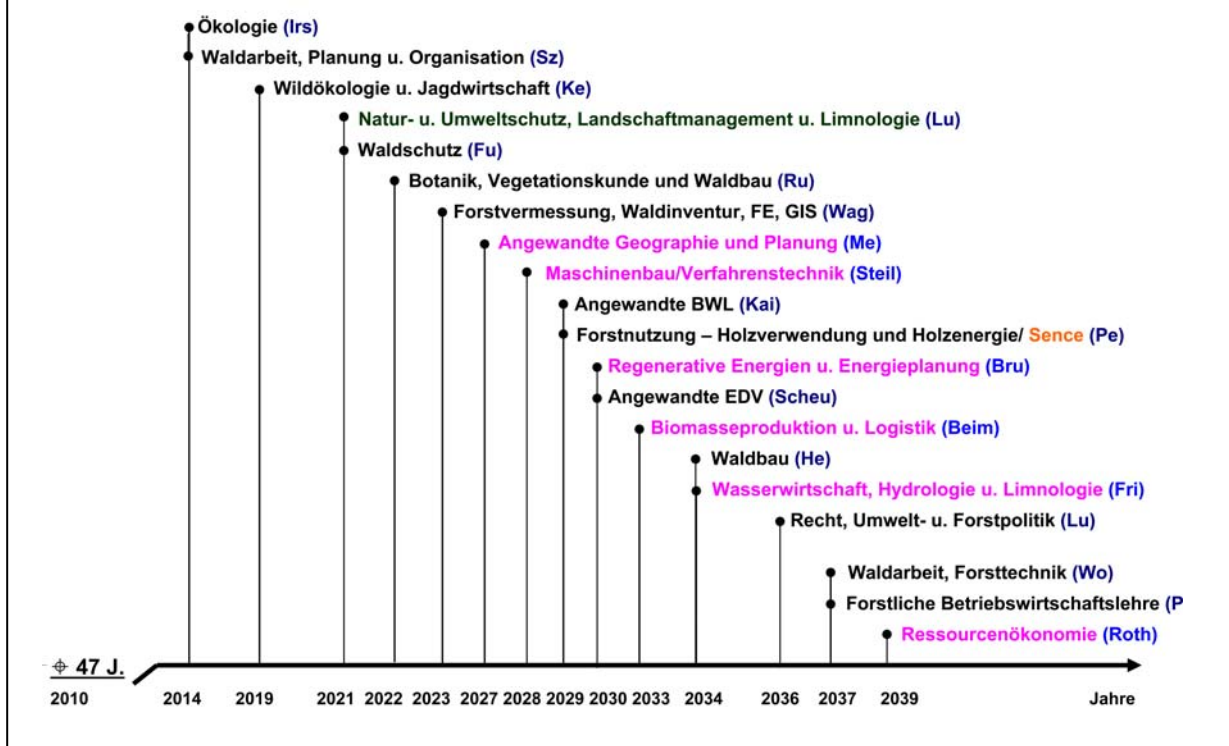 Ökologie (Irs)
Waldarbeit, Planung u. Organisation (Sz)
Wildökologie u. Jagdwirtschaft (Ke)
Natur- u. Umweltschutz, Landschaftmanagement u. Limnologie (Lu)
Waldschutz (Fu)
Botanik, Vegetationskunde und Waldbau (Ru)
Forstvermessung, Waldinventur, FE, GIS (Wag)
Angewandte Geographie und Planung (Me)
Maschinenbau/Verfahrenstechnik (Steil)
Angewandte BWL (Kai)
Forstnutzung – Holzverwendung und Holzenergie/ Sence (Pe)
Regenerative Energien u. Energieplanung (Bru)
Angewandte EDV (Scheu)
Biomasseproduktion u. Logistik (Beim)
Waldbau (He)
Wasserwirtschaft, Hydrologie u. Limnologie (Fri)
Recht, Umwelt- u. Forstpolitik (Lu)
Waldarbeit, Forsttechnik (Wo)
Forstliche Betriebswirtschaftslehre (P
Ressourcenökonomie (Roth)
⌖ 47 J.
2010 2014 2019 2021 2022 2023 2027 2028 2029 2030 2033 2034 2036 2037 2039 Jahre